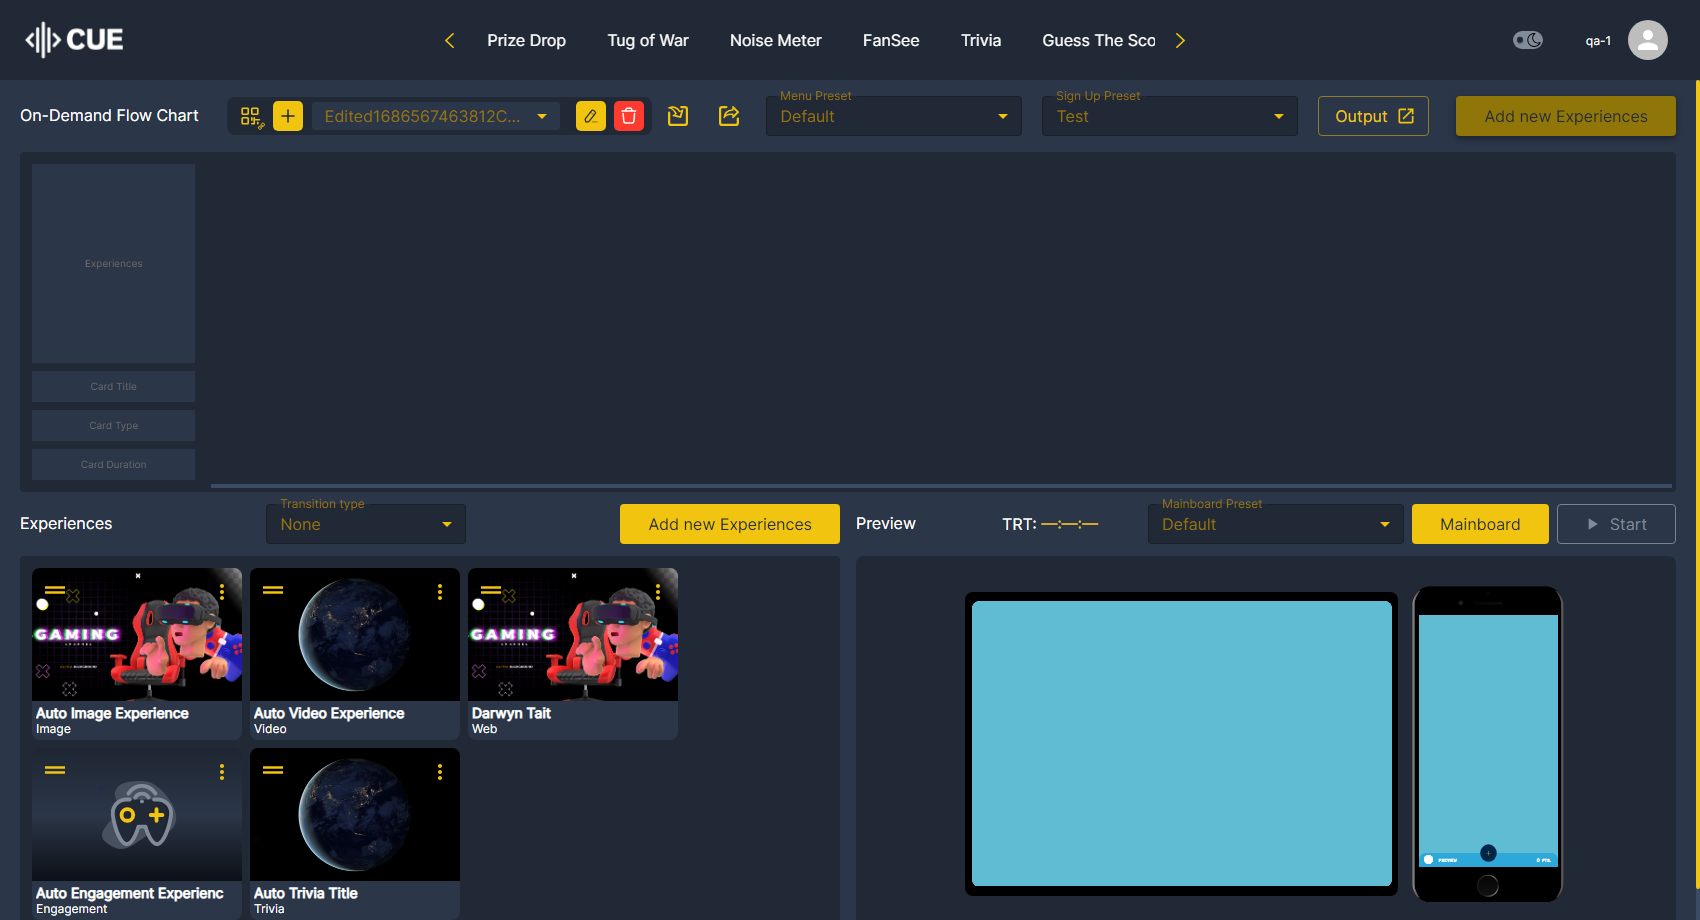 CUE
Prize Drop
Tug of War
Noise Meter
FanSee
Trivia
Guess The Sco
qa-1
On-Demand Flow Chart
Edited1686567463812C...
Menu Preset
Default
Sign Up Preset
Test
Output
Add new Experiences
Experiences
Card Title
Card Type
Card Duration
Experiences
Transition type
None
Add new Experiences
Preview
TRT: —:—:—
Mainboard Preset
Default
Mainboard
Start
GAMING
Auto Image Experience
Image
Auto Video Experience
Video
GAMING
Darwyn Tait
Web
Auto Engagement Experienc
Engagement
Auto Trivia Title
Trivia
PREVIEW
0 PTS.